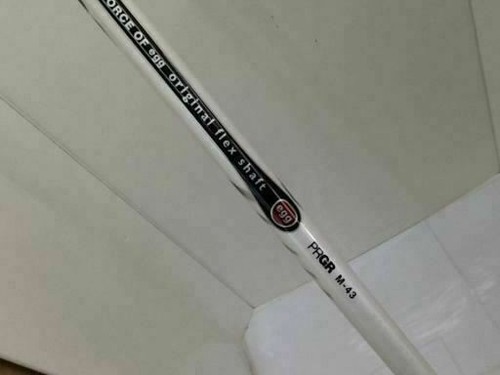 ORCE OF egg original flex shaft
egg
PRGR M-43